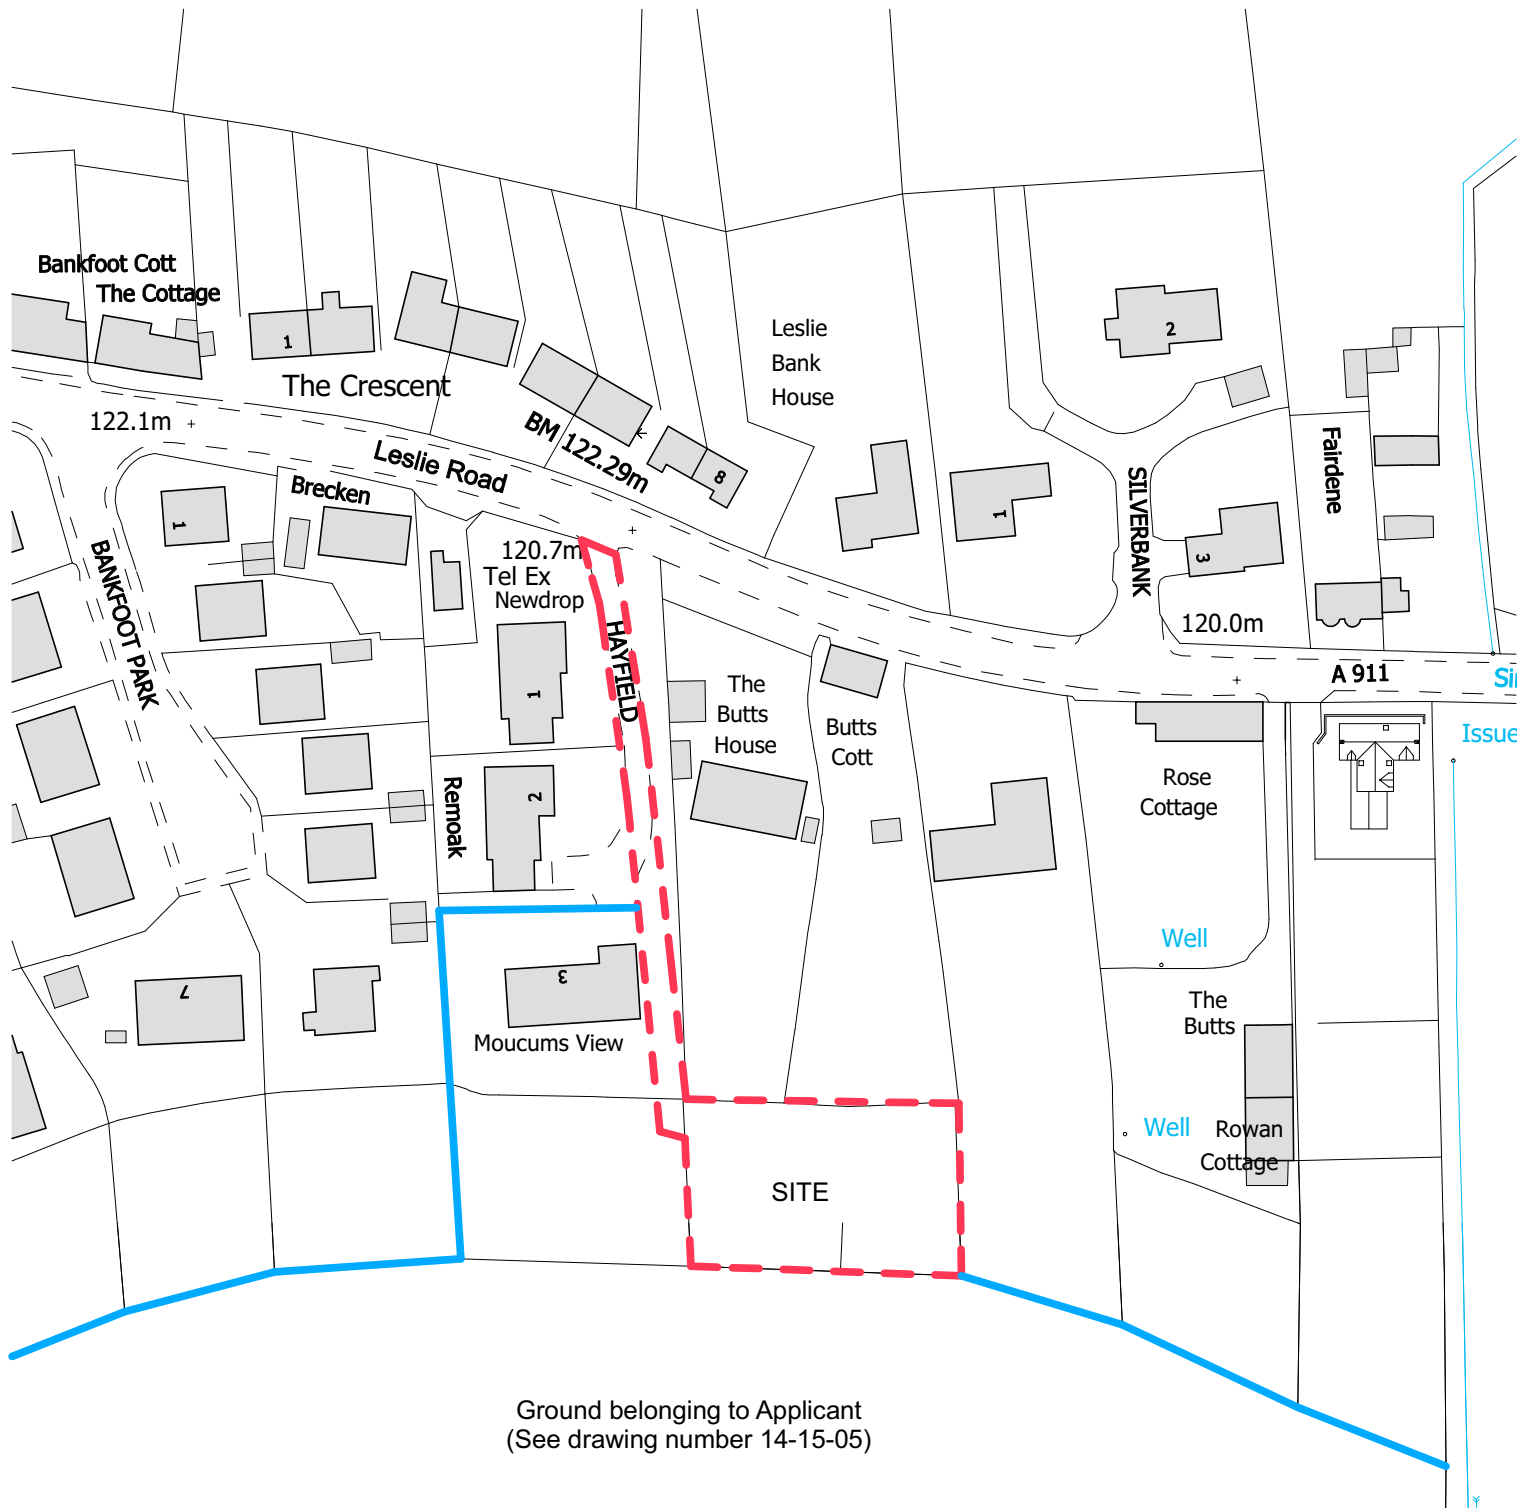 Bankfoot Cott
The Cottage
1
The Crescent
122.1m
Leslie Road
BM 122.29m
8
Leslie
Bank
House
2
1
SILVERBANK
3
Fairdene
120.0m
A 911
Issue
Brecken
1
BANKFOOT PARK
120.7m
Tel Ex
Newdrop
HAYFIELD
1
2
Remoak
The
Butts
House
Butts
Cott
Rose
Cottage
Well
The
Butts
Well
Rowan
Cottage
7
3
Moucums View
SITE
Ground belonging to Applicant
(See drawing number 14-15-05)